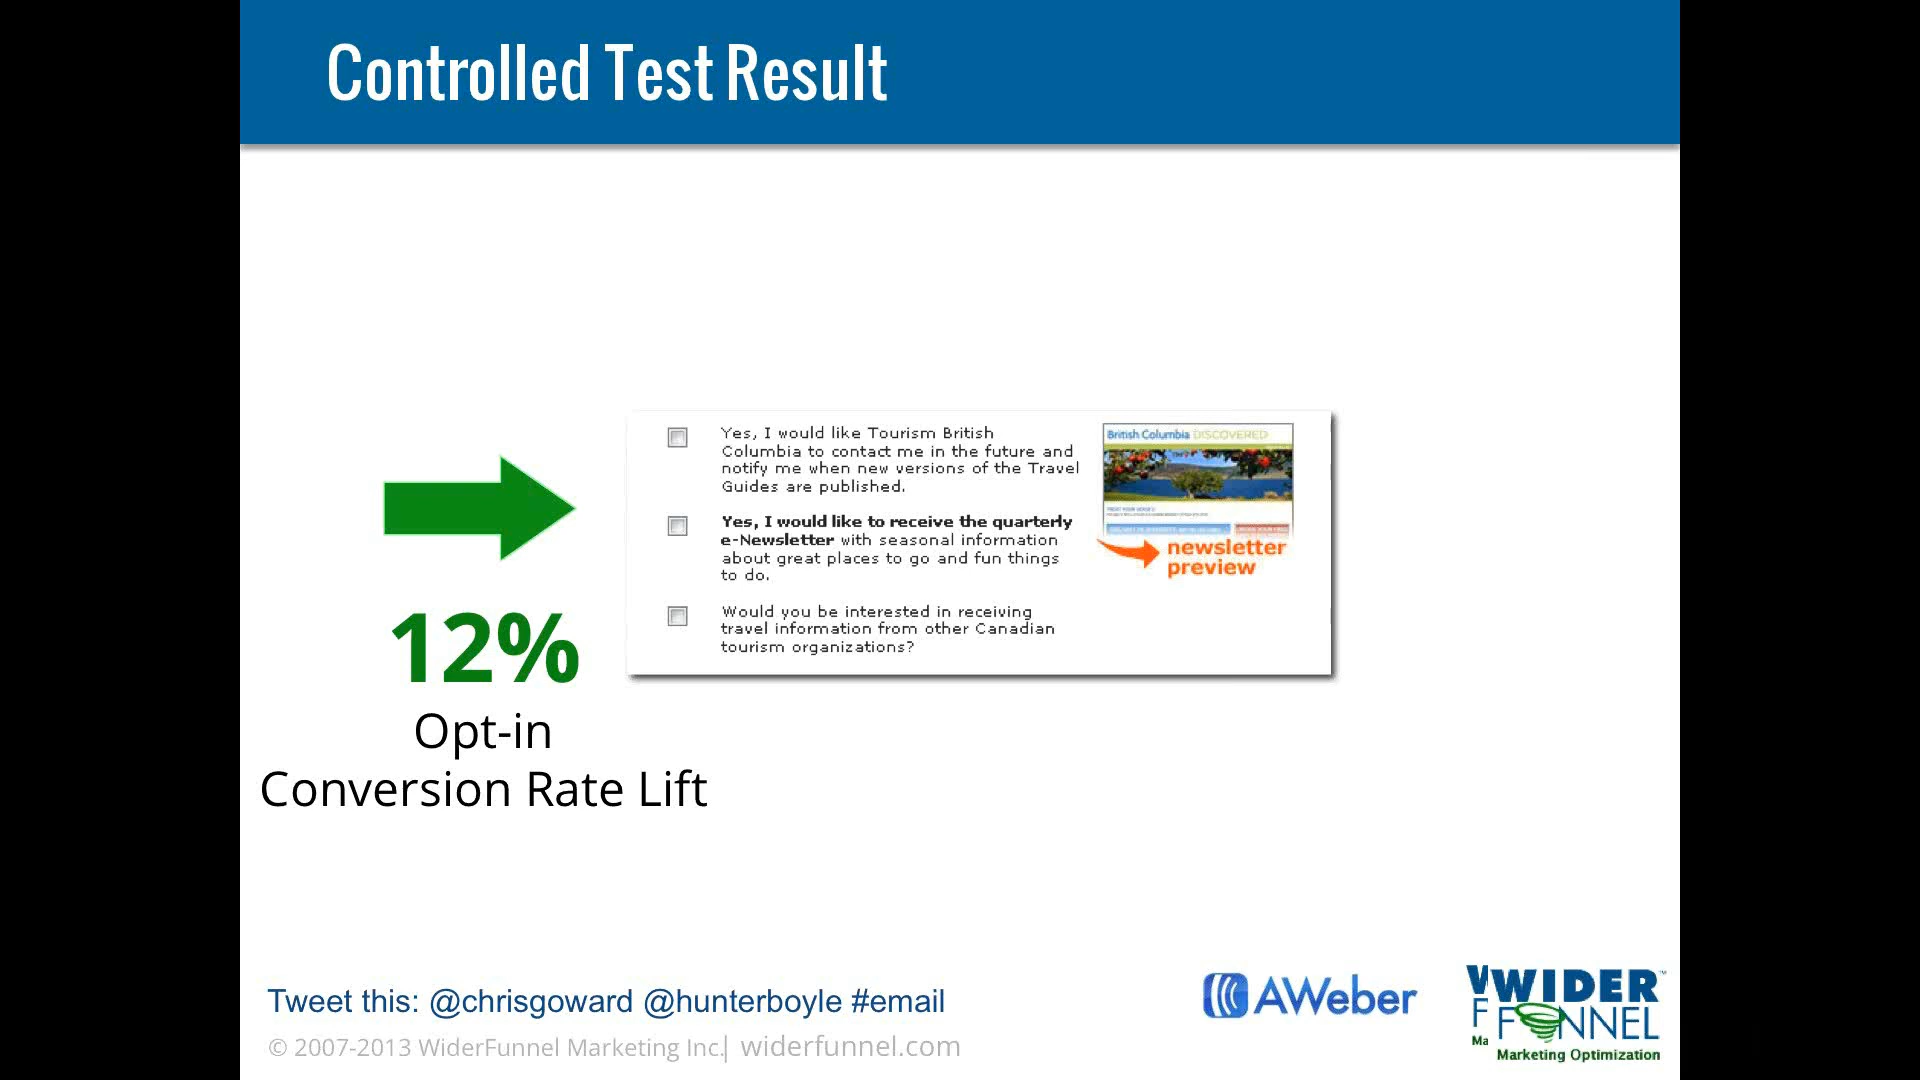 Controlled Test Result
Yes, I would like Tourism British
Columbia to contact me in the future and
notify me when new versions of the Travel
Guides are published.
Yes, I would like to receive the quarterly
e-Newsletter with seasonal information
about great places to go and fun things
to do.
Would you be interested in receiving
travel information from other Canadian
tourism organizations?
British Columbia DISCOVERED
newsletter
preview
12%
Opt-in
Conversion Rate Lift
Tweet this: @chrisgoward @hunterboyle #email
© 2007-2013 WiderFunnel Marketing Inc.| widerfunnel.com
AWeber
WIDER
FUNNEL
Marketing Optimization